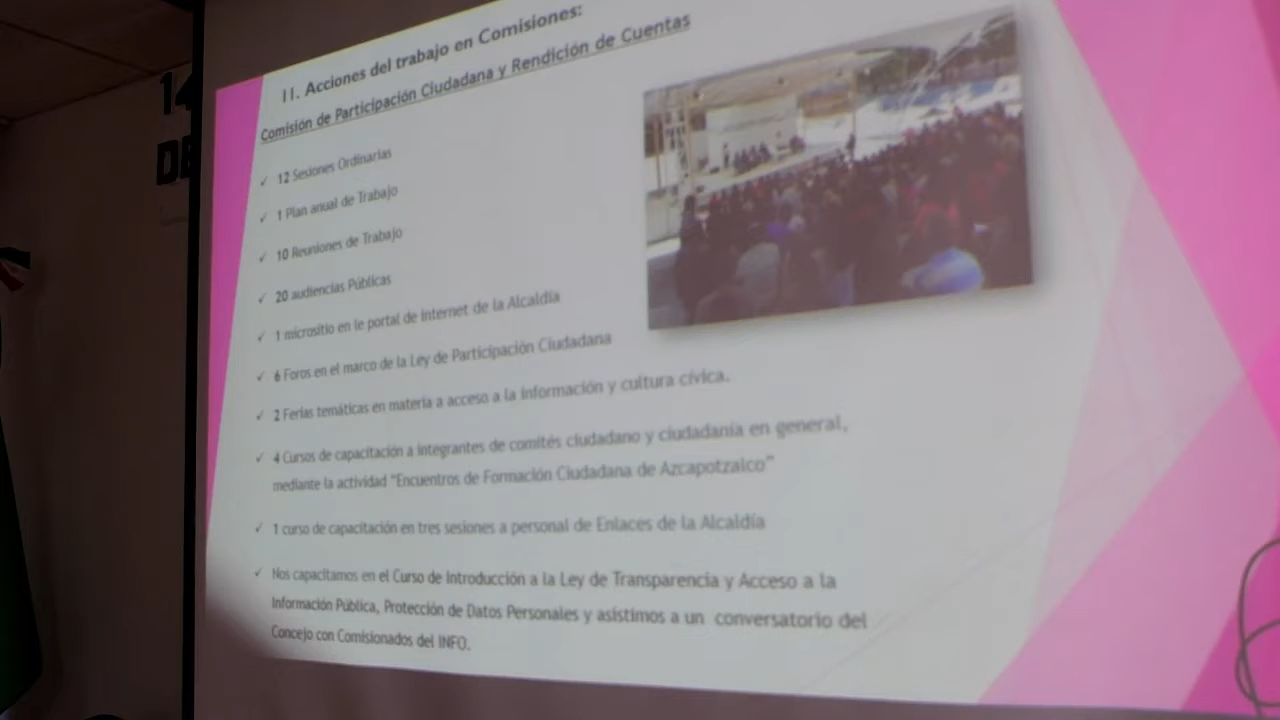 14
DE
II. Acciones del trabajo en Comisiones:
Comisión de Participación Ciudadana y Rendición de Cuentas
✓ 12 Sesiones Ordinarias
✓ 1 Plan anual de Trabajo
✓ 10 Reuniones de Trabajo
✓ 20 audiencias Públicas
✓ 1 micrositio en le portal de internet de la Alcaldía
✓ 6 Foros en el marco de la Ley de Participación Ciudadana
✓ 2 Ferias temáticas en materia a acceso a la información y cultura cívica.
✓ 4 Cursos de capacitación a integrantes de comités ciudadano y ciudadanía en general,
mediante la actividad "Encuentros de Formación Ciudadana de Azcapotzalco"
✓ 1 curso de capacitación en tres sesiones a personal de Enlaces de la Alcaldía
✓ Nos capacitamos en el Curso de Introducción a la Ley de Transparencia y Acceso a la
Información Pública, Protección de Datos Personales y asistimos a un conversatorio del
Concejo con Comisionados del INFO.